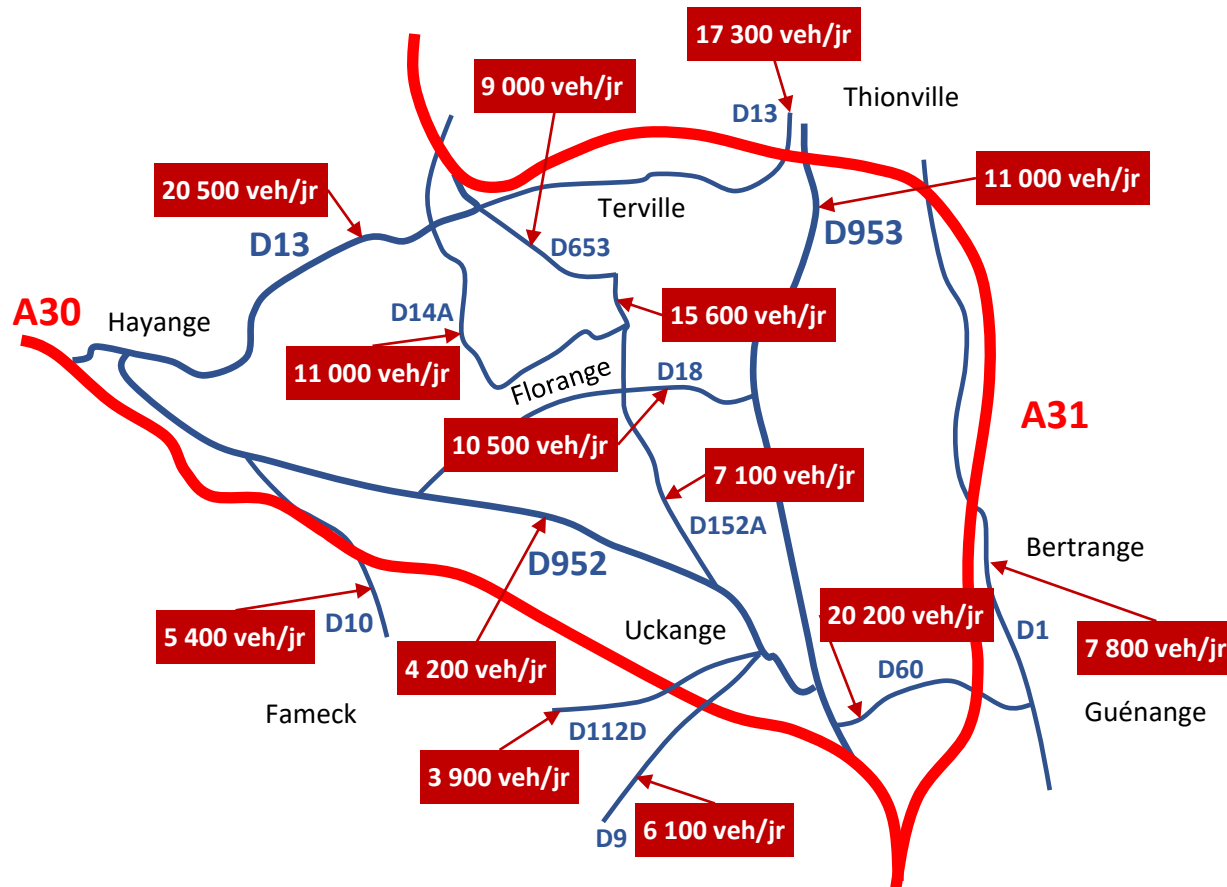 17 300 veh/jr
9 000 veh/jr
Thionville
D13
20 500 veh/jr
11 000 veh/jr
Terville
D13
D653
D953
A30
Hayange
D14A
15 600 veh/jr
11 000 veh/jr
Florange
D18
A31
10 500 veh/jr
7 100 veh/jr
D152A
Bertrange
D952
5 400 veh/jr
D10
20 200 veh/jr
Uckange
D1
7 800 veh/jr
4 200 veh/jr
D60
Fameck
Guénange
D112D
3 900 veh/jr
6 100 veh/jr
D9